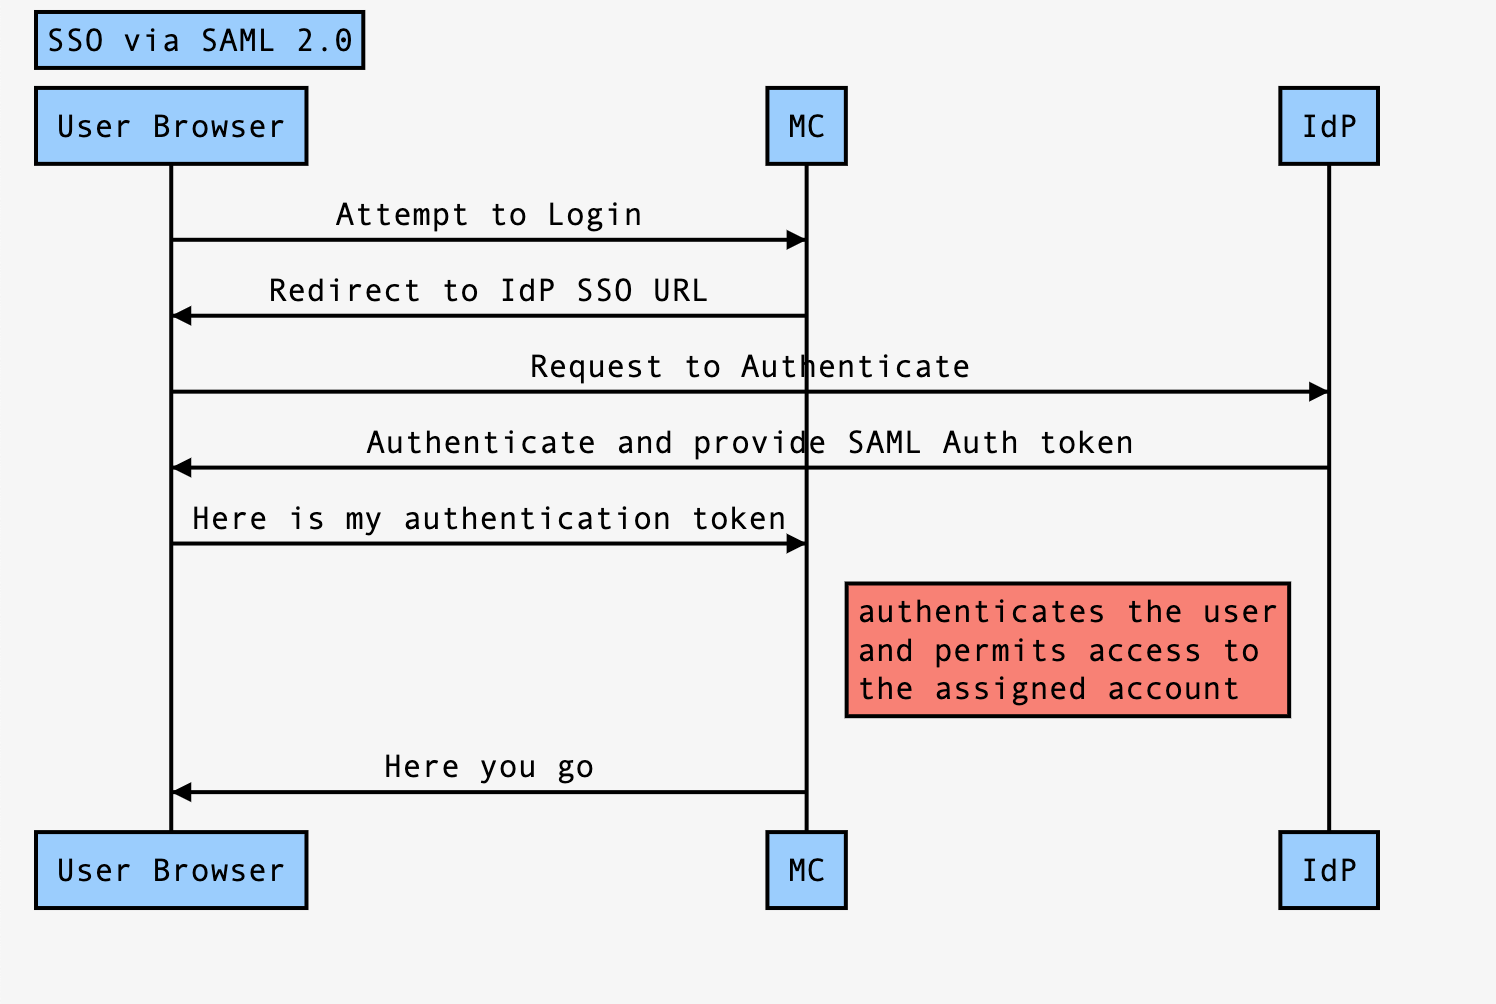 SSO via SAML 2.0
User Browser
MC
IdP
Attempt to Login
Redirect to IdP SSO URL
Request to Authenticate
Authenticate and provide SAML Auth token
Here is my authentication token
authenticates the user
and permits access to
the assigned account
Here you go
User Browser
MC
IdP